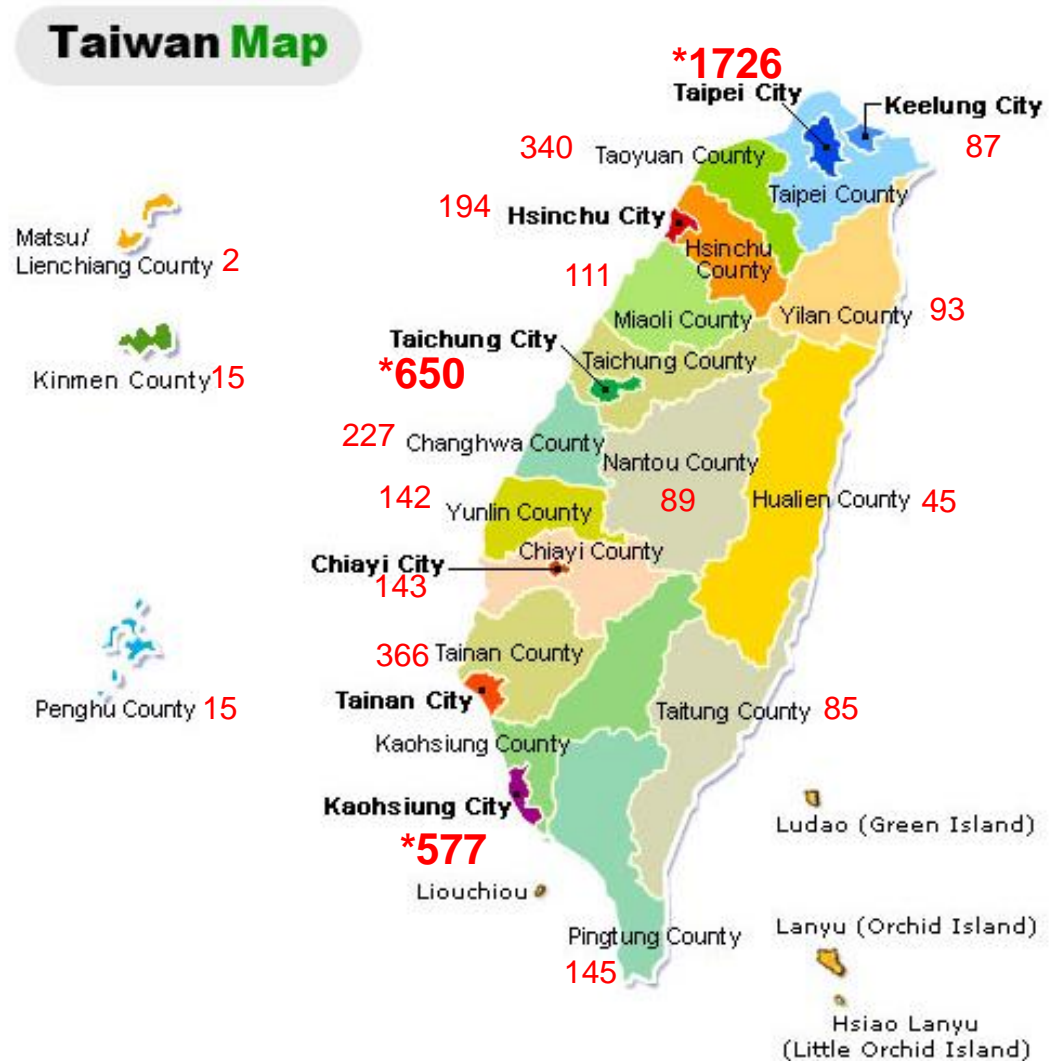 Taiwan Map
*1726
Taipei City
Keelung City
87
340 Taoyuan County
Taipei County
194 Hsinchu City
Hsinchu
County
Matsu/
Lienchiang County 2
111
Miaoli County
Yilan County 93
Taichung City
Taichung County
*650
Kinmen County 15
227 Changhwa County
Nantou County
89
142
Yunlin County
Hualien County 45
Chiayi County
Chiayi City
143
366 Tainan County
Tainan City
Penghu County 15
Taitung County 85
Kaohsiung County
Kaohsiung City
*577
Ludao (Green Island)
Liouchiou
Lanyu (Orchid Island)
Pingtung County
145
Hsiao Lanyu
(Little Orchid Island)